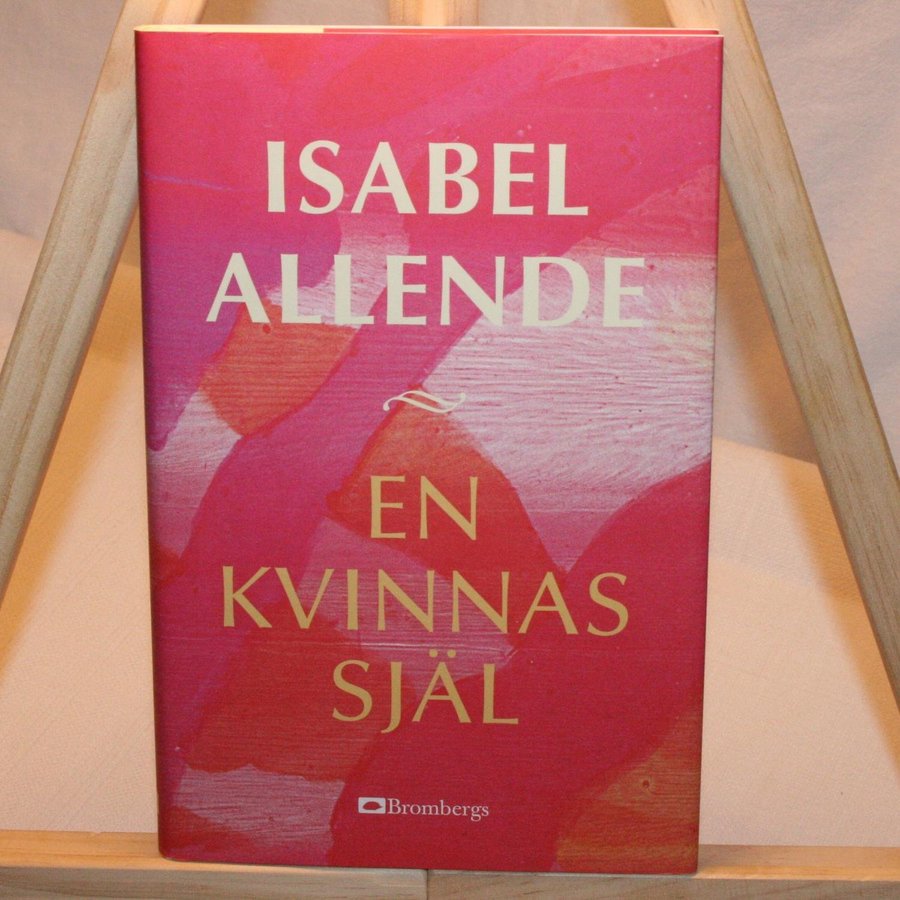 ISABEL
ALLENDE
EN
KVINNAS
SJÄL
Brombergs